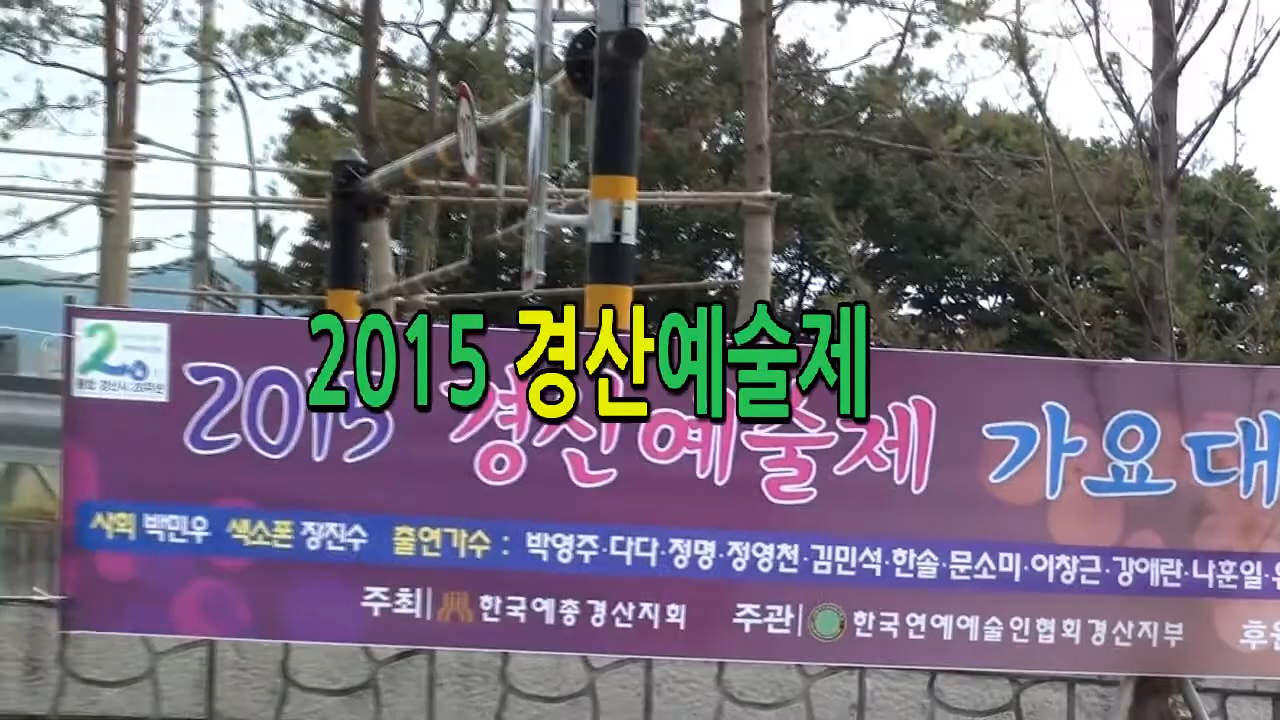 2015 경산예술제
2015 경산예술제 가요대
사회 박민우 색소폰 장진수 출연가수 : 박영주·다다·정명·정영천·김민석·한솔·문소미·이창근·강애란·나훈일
주최 | 한국예총경산지회 주관 | 한국연예예술인협회경산지부 후원